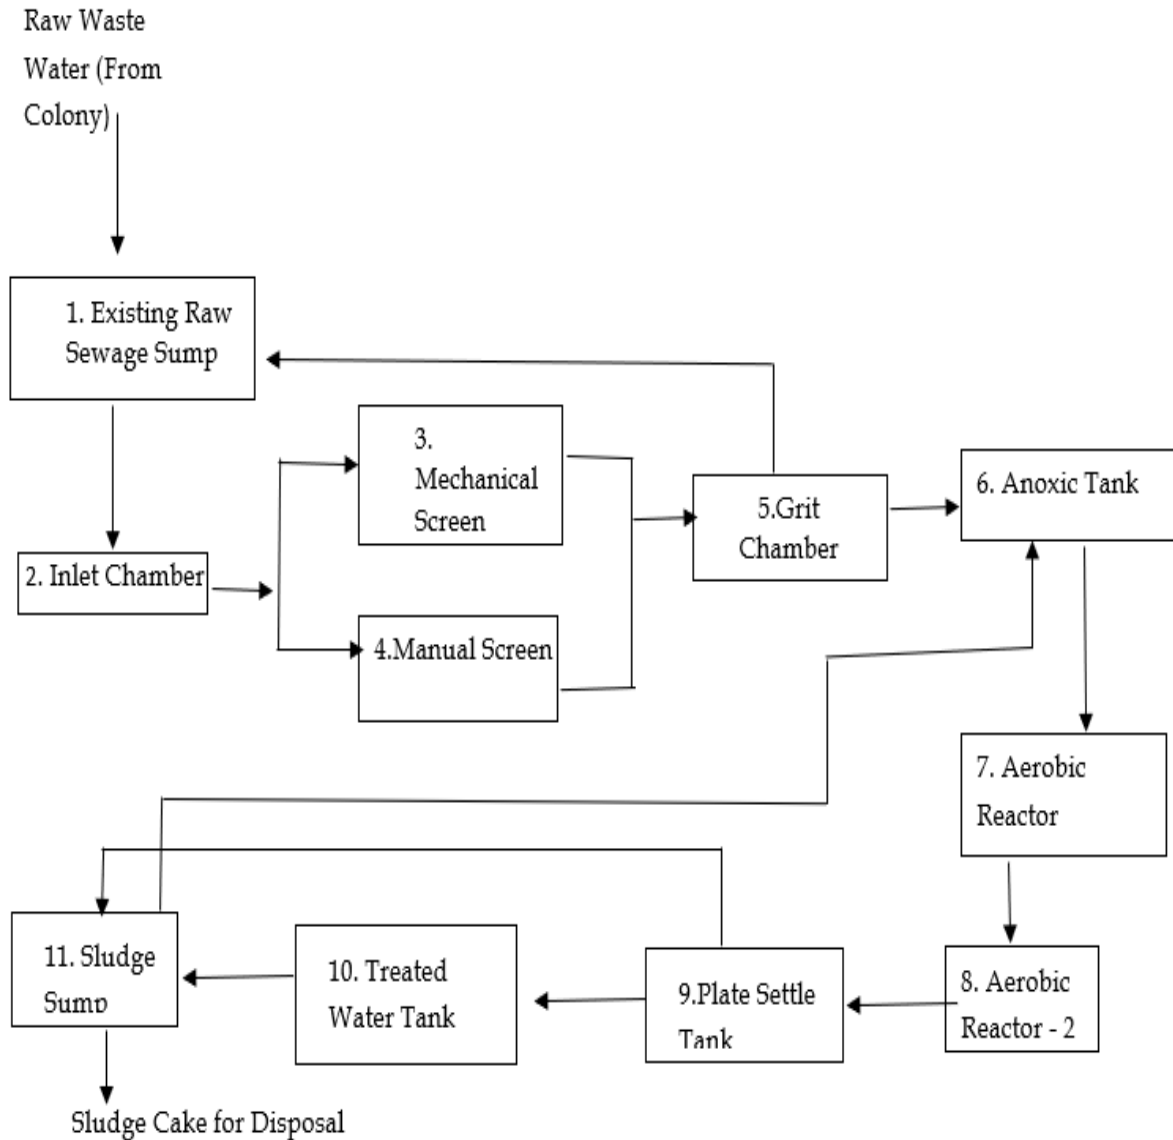 Raw Waste
Water (From
Colony)
1. Existing Raw
Sewage Sump
2. Inlet Chamber
3.
Mechanical
Screen
4.Manual Screen
5.Grit
Chamber
6. Anoxic Tank
7. Aerobic
Reactor
8. Aerobic
Reactor - 2
9.Plate Settle
Tank
10. Treated
Water Tank
11. Sludge
Sump
Sludge Cake for Disposal